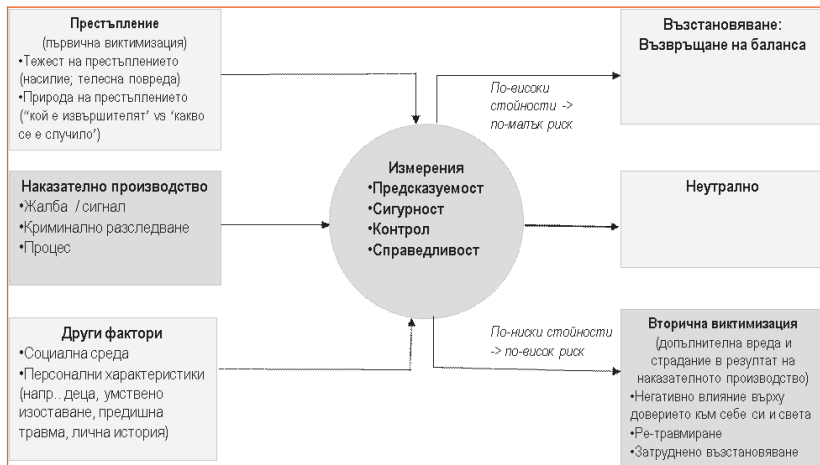 Престъпление
(първична виктимизация)
•Тежест на престъплението
(насилие; телесна повреда)
•Природа на престъплението
("кой е извършителят' vs 'какво
се е случило')
Наказателно производство
•Жалба / сигнал
•Криминално разследване
•Процес
Други фактори
•Социална среда
•Персонални характеристики
(напр.. деца, умствено
изоставане, предишна
травма, лична история)
Измерения
•Предсказуемост
•Сигурност
•Контрол
•Справедливост
По-високи
стойности ->
по-малък риск
По-ниски стойности
-> по-висок риск
Възстановяване:
Възвръщане на баланса
Неутрално
Вторична виктимизация
(допълнителна вреда и
страдание в резултат на
наказателното производство)
•Негативно влияние върху
доверието към себе си и света
•Ре-травмиране
•Затруднено възстановяване